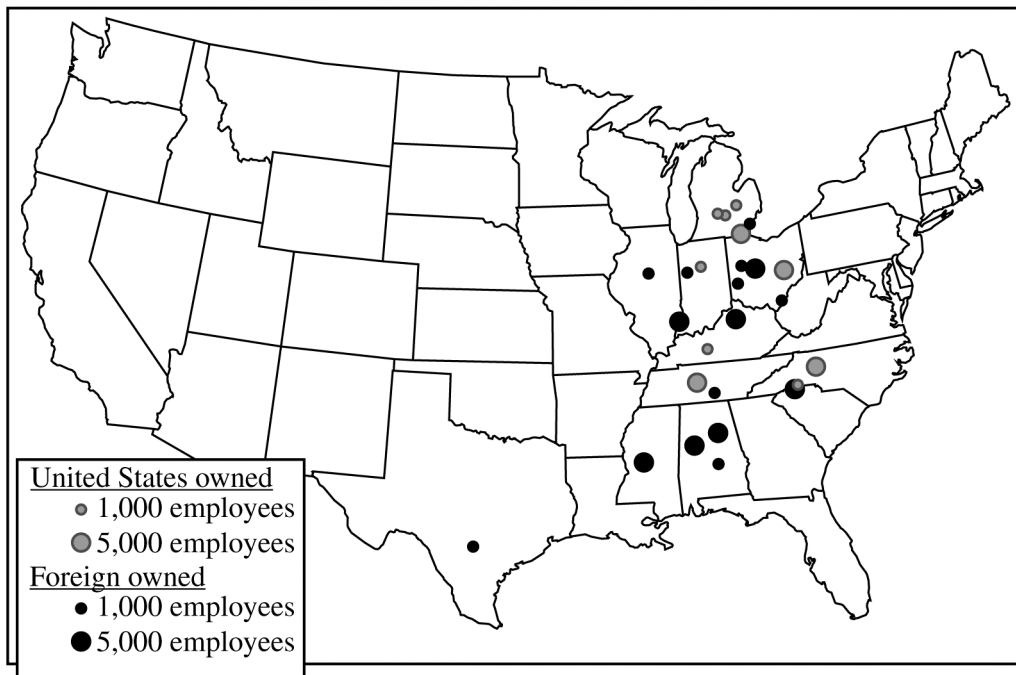 United States owned
1,000 employees
5,000 employees
Foreign owned
1,000 employees
5,000 employees